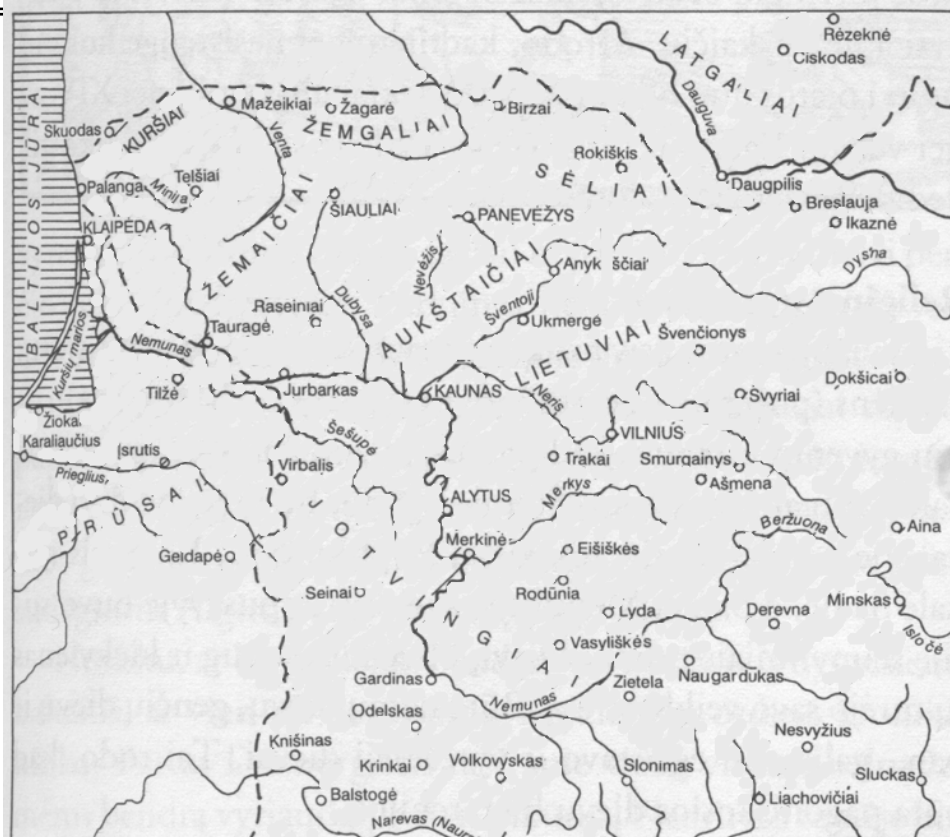 Rėzeknė
Ciskodas
LATGALIAI
Dauguva
Mažeikiai
Žagarė
Birzai
Skuodas
KURŠIAI
ŽEMGALIAI
Venta
Rokiškis
SĖLIAI
Daugpilis
Palanga
Minija
Telšiai
ŠIAULIAI
PANEVĖŽYS
Breslauja
Ikaznė
KLAIPĖDA
BALTIJOS JŪRA
ŽEMAIČIAI
Nevėžis
Anykščiai
Dysna
Raseiniai
Dubysa
AUKŠTAIČIAI
Šventoji
Ukmergė
Tauragė
Švenčionys
LIETUVIAI
Kuršių marios
Nemunas
Tilžė
Jurbarkas
KAUNAS
Neris
Dokšicai
Svyriai
Žioka
Karaliaučius
Šešupė
VILNIUS
Įsrutis
Virbalis
Trakai
Smurgainys
Prieglius
Ašmena
PRŪSAI
ALYTUS
Merkys
Beržuona
Aina
JOTVINGIAI
Merkinė
Eišiškės
Geidapė
Seinai
Rodūnia
Minskas
Lyda
Derevna
Isločė
Vasyliškės
Gardinas
Nemunas
Zietela
Naugardukas
Odelskas
Nesvyžius
Knišinas
Krinkai
Volkovyskas
Slonimas
Sluckas
Balstogė
Liachovičiai
Narevas